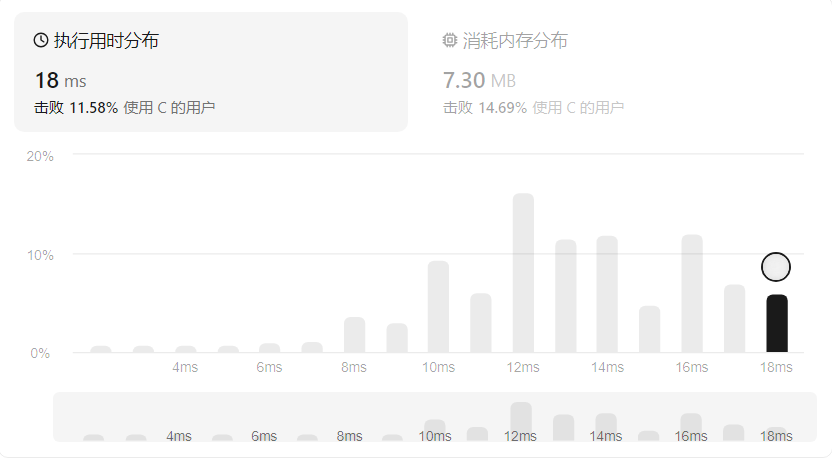 执行用时分布
18 ms
击败 11.58% 使用 C 的用户
消耗内存分布
7.30 MB
击败 14.69% 使用 C 的用户
20%
10%
0%
4ms 6ms 8ms 10ms 12ms 14ms 16ms 18ms
4ms 6ms 8ms 10ms 12ms 14ms 16ms 18ms